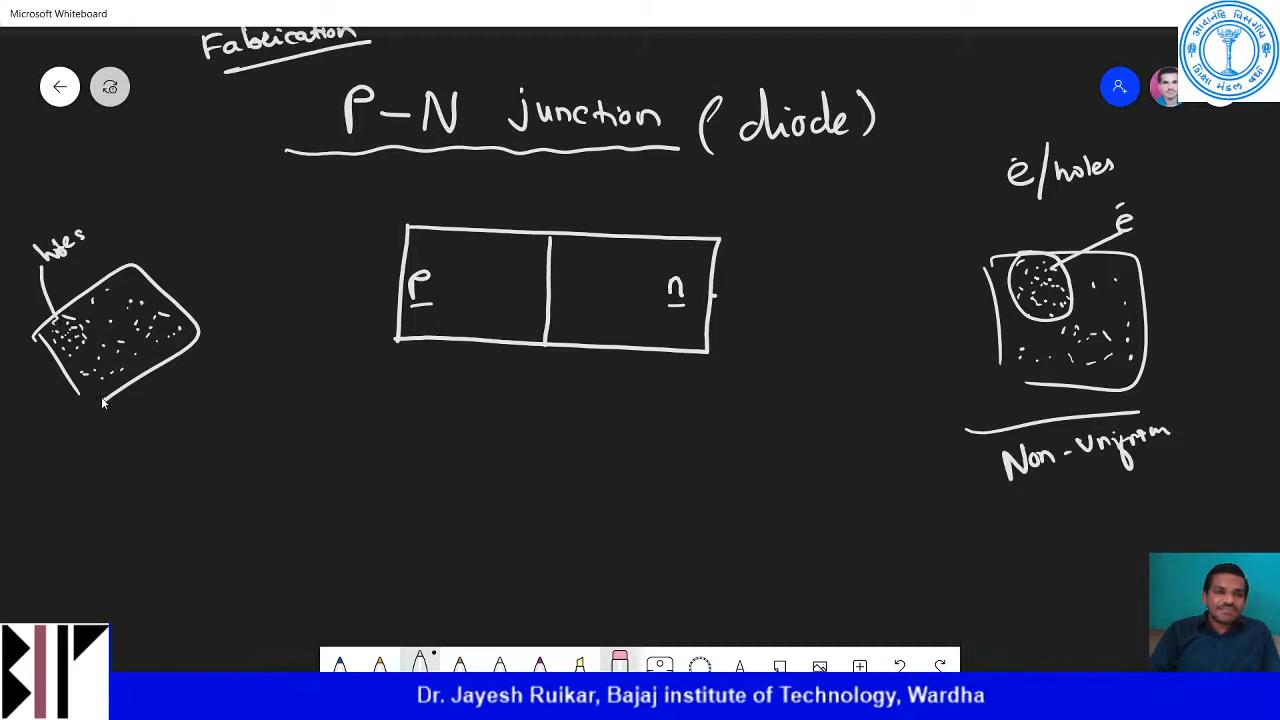 Microsoft Whiteboard
Fabrication
P-N junction (diode)
e̅/holes
e̅
holes
P
n
Non-Uniform
Dr. Jayesh Ruikar, Bajaj institute of Technology, Wardha